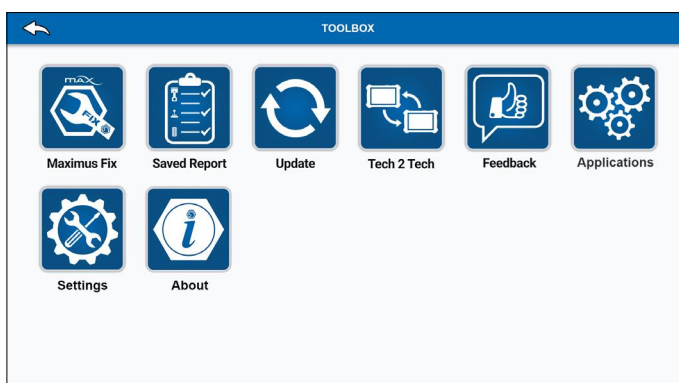 TOOLBOX
max
FIX
Maximus Fix
Saved Report
Update
Tech 2 Tech
Feedback
Applications
i
Settings
About